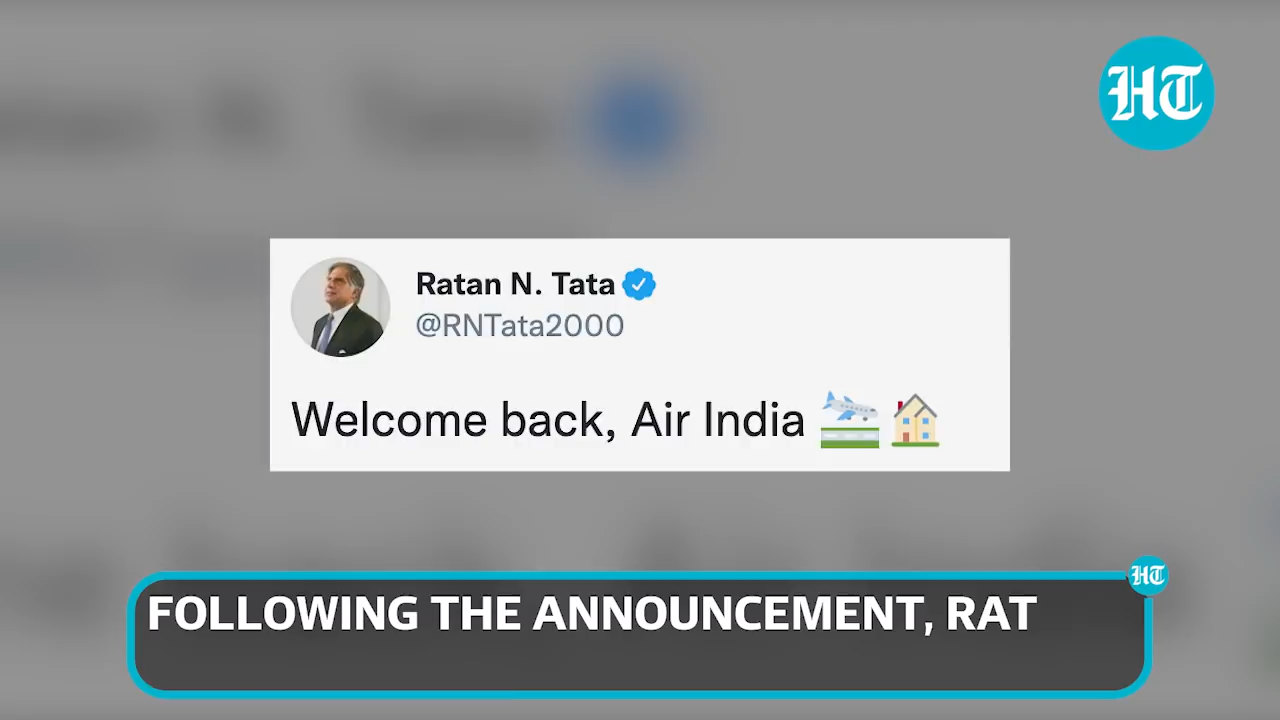 HT
Ratan N. Tata
@RNTata2000
Welcome back, Air India
HT
FOLLOWING THE ANNOUNCEMENT, RAT